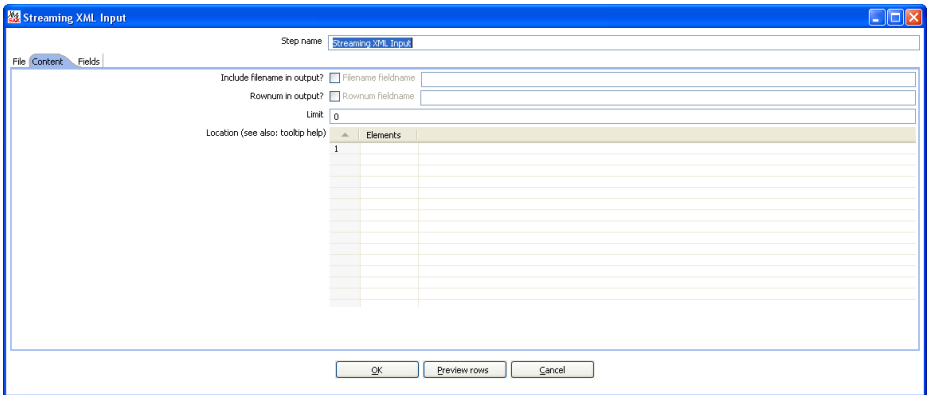 Streaming XML Input
Step name Streaming XML Input
File Content Fields
Include filename in output? Filename fieldname
Rownum in output? Rownum fieldname
Limit 0
Location (see also: tooltip help) Elements
1
OK Preview rows Cancel